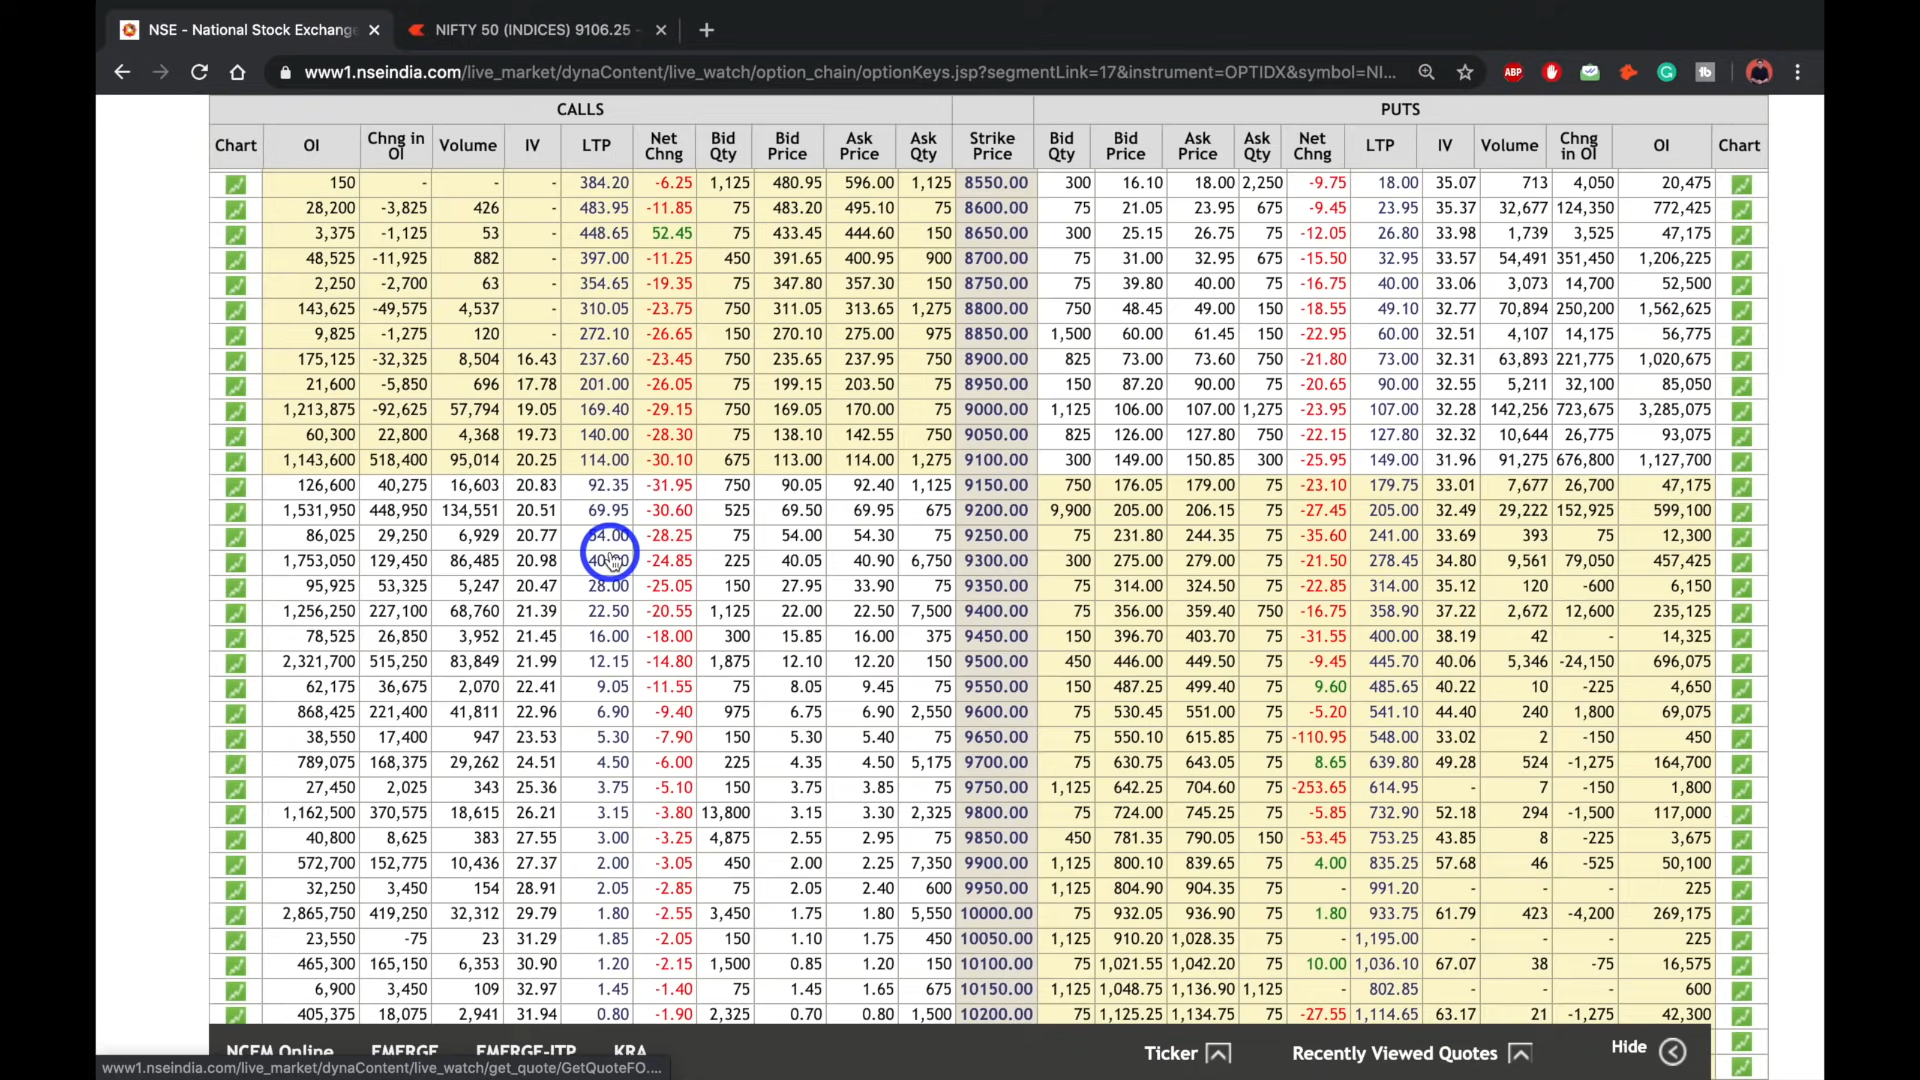 NSE - National Stock Exchange
NIFTY 50 (INDICES) 9106.25 -
www1.nseindia.com/live_market/dynaContent/live_watch/option_chain/optionKeys.jsp?segmentLink=17&instrument=OPTIDX&symbol=NI...
ABP
CALLS PUTS
Chart OI Chng in OI Volume IV LTP Net Chng Bid Qty Bid Price Ask Price Ask Qty Strike Price Bid Qty Bid Price Ask Price Ask Qty Net Chng LTP IV Volume Chng in OI OI Chart
150 - - - 384.20 -6.25 1,125 480.95 596.00 1,125 8550.00 300 16.10 18.00 2,250 -9.75 18.00 35.07 713 4,050 20,475
28,200 -3,825 426 - 483.95 -11.85 75 483.20 495.10 75 8600.00 75 21.05 23.95 675 -9.45 23.95 35.37 32,677 124,350 772,425
3,375 -1,125 53 - 448.65 52.45 75 433.45 444.60 150 8650.00 300 25.15 26.75 75 -12.05 26.80 33.98 1,739 3,525 47,175
48,525 -11,925 882 - 397.00 -11.25 450 391.65 400.95 900 8700.00 75 31.00 32.95 675 -15.50 32.95 33.57 54,491 351,450 1,206,225
2,250 -2,700 63 - 354.65 -19.35 75 347.80 357.30 150 8750.00 75 39.80 40.00 75 -16.75 40.00 33.06 3,073 14,700 52,500
143,625 -49,575 4,537 - 310.05 -23.75 750 311.05 313.65 1,275 8800.00 750 48.45 49.00 150 -18.55 49.10 32.77 70,894 250,200 1,562,625
9,825 -1,275 120 - 272.10 -26.65 150 270.10 275.00 975 8850.00 1,500 60.00 61.45 150 -22.95 60.00 32.51 4,107 14,175 56,775
175,125 -32,325 8,504 16.43 237.60 -23.45 750 235.65 237.95 750 8900.00 825 73.00 73.60 750 -21.80 73.00 32.31 63,893 221,775 1,020,675
21,600 -5,850 696 17.78 201.00 -26.05 75 199.15 203.50 75 8950.00 150 87.20 90.00 75 -20.65 90.00 32.55 5,211 32,100 85,050
1,213,875 -92,625 57,794 19.05 169.40 -29.15 750 169.05 170.00 75 9000.00 1,125 106.00 107.00 1,275 -23.95 107.00 32.28 142,256 723,675 3,285,075
60,300 22,800 4,368 19.73 140.00 -28.30 75 138.10 142.55 750 9050.00 825 126.00 127.80 750 -22.15 127.80 32.32 10,644 26,775 93,075
1,143,600 518,400 95,014 20.25 114.00 -30.10 675 113.00 114.00 1,275 9100.00 300 149.00 150.85 300 -25.95 149.00 31.96 91,275 676,800 1,127,700
126,600 40,275 16,603 20.83 92.35 -31.95 750 90.05 92.40 1,125 9150.00 750 176.05 179.00 75 -23.10 179.75 33.01 7,677 26,700 47,175
1,531,950 448,950 134,551 20.51 69.95 -30.60 525 69.50 69.95 675 9200.00 9,900 205.00 206.15 75 -27.45 205.00 32.49 29,222 152,925 599,100
86,025 29,250 6,929 20.77 54.00 -28.25 75 54.00 54.30 75 9250.00 75 231.80 244.35 75 -35.60 241.00 33.69 393 75 12,300
1,753,050 129,450 86,485 20.98 -24.85 225 40.05 40.90 6,750 9300.00 300 275.00 279.00 75 -21.50 278.45 34.80 9,561 79,050 457,425
95,925 53,325 5,247 20.47 28.00 -25.05 150 27.95 33.90 75 9350.00 75 314.00 324.50 75 -22.85 314.00 35.12 120 -600 6,150
1,256,250 227,100 68,760 21.39 22.50 -20.55 1,125 22.00 22.50 7,500 9400.00 75 356.00 359.40 750 -16.75 358.90 37.22 2,672 12,600 235,125
78,525 26,850 3,952 21.45 16.00 -18.00 300 15.85 16.00 375 9450.00 150 396.70 403.70 75 -31.55 400.00 38.19 42 - 14,325
2,321,700 515,250 83,849 21.99 12.15 -14.80 1,875 12.10 12.20 150 9500.00 450 446.00 449.50 75 -9.45 445.70 40.06 5,346 -24,150 696,075
62,175 36,675 2,070 22.41 9.05 -11.55 75 8.05 9.45 75 9550.00 150 487.25 499.40 75 9.60 485.65 40.22 10 -225 4,650
868,425 221,400 41,811 22.96 6.90 -9.40 975 6.75 6.90 2,550 9600.00 75 530.45 551.00 75 -5.20 541.10 44.40 240 1,800 69,075
38,550 17,400 947 23.53 5.30 -7.90 150 5.30 5.40 75 9650.00 75 550.10 615.85 75 -110.95 548.00 33.02 2 -150 450
789,075 168,375 29,262 24.51 4.50 -6.00 225 4.35 4.50 5,175 9700.00 75 630.75 643.05 75 8.65 639.80 49.28 524 -1,275 164,700
27,450 2,025 343 25.36 3.75 -5.10 150 3.75 3.85 75 9750.00 1,125 642.25 704.60 75 -253.65 614.95 - 7 -150 1,800
1,162,500 370,575 18,615 26.21 3.15 -3.80 13,800 3.15 3.30 2,325 9800.00 75 724.00 745.25 75 -5.85 732.90 52.18 294 -1,500 117,000
40,800 8,625 383 27.55 3.00 -3.25 4,875 2.55 2.95 75 9850.00 450 781.35 790.05 150 -53.45 753.25 43.85 8 -225 3,675
572,700 152,775 10,436 27.37 2.00 -3.05 450 2.00 2.25 7,350 9900.00 1,125 800.10 839.65 75 4.00 835.25 57.68 46 -525 50,100
32,250 3,450 154 28.91 2.05 -2.85 75 2.05 2.40 600 9950.00 1,125 804.90 904.35 75 - 991.20 - - - 225
2,865,750 419,250 32,312 29.79 1.80 -2.55 3,450 1.75 1.80 5,550 10000.00 75 932.05 936.90 75 1.80 933.75 61.79 423 -4,200 269,175
23,550 -75 23 31.29 1.85 -2.05 150 1.10 1.75 450 10050.00 1,125 910.20 1,028.35 75 - 1,195.00 - - - 225
465,300 165,150 6,353 30.90 1.20 -2.15 1,500 0.85 1.20 150 10100.00 75 1,021.55 1,042.20 75 10.00 1,036.10 67.07 38 -75 16,575
6,900 3,450 109 32.97 1.45 -1.40 75 1.45 1.65 675 10150.00 1,125 1,048.75 1,136.90 1,125 - 802.85 - - - 600
405,375 18,075 2,941 31.94 0.80 -1.90 2,325 0.70 0.80 1,500 10200.00 75 1,125.25 1,134.75 75 -27.55 1,114.65 63.17 21 -1,275 42,300
NCFM Online EMERGE EMERGE-ITP KRA Ticker Recently Viewed Quotes Hide
www1.nseindia.com/live_market/dynaContent/live_watch/get_quote/GetQuoteFO....